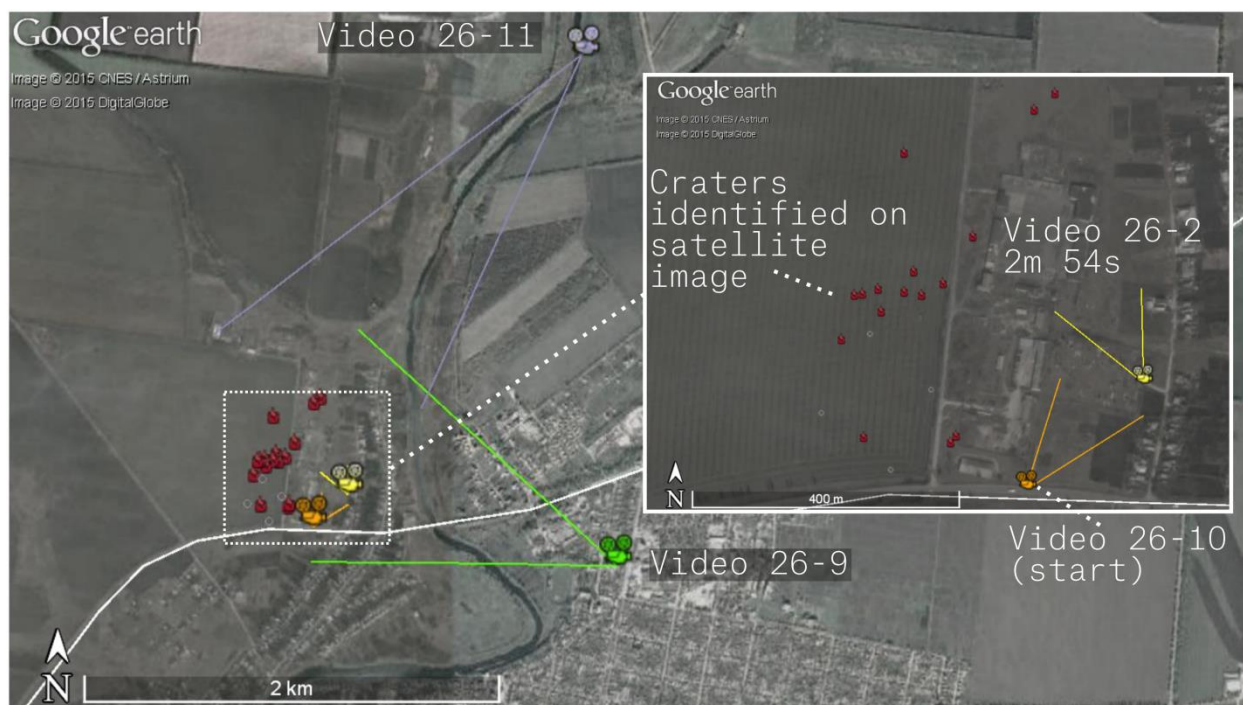 Google earth
Image © 2015 CNES / Astrium
Image © 2015 DigitalGlobe
Video 26-11
Google earth
Image © 2015 CNES / Astrium
Image © 2015 DigitalGlobe
Craters
identified on
satellite
image
Video 26-2
2m 54s
N
400 m
Video 26-10
(start)
Video 26-9
N
2 km